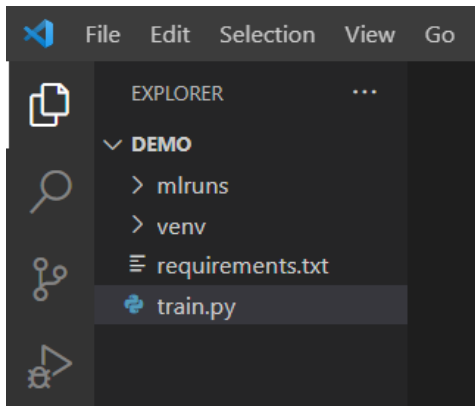 File Edit Selection View Go
EXPLORER ...
DEMO
mlruns
venv
requirements.txt
train.py